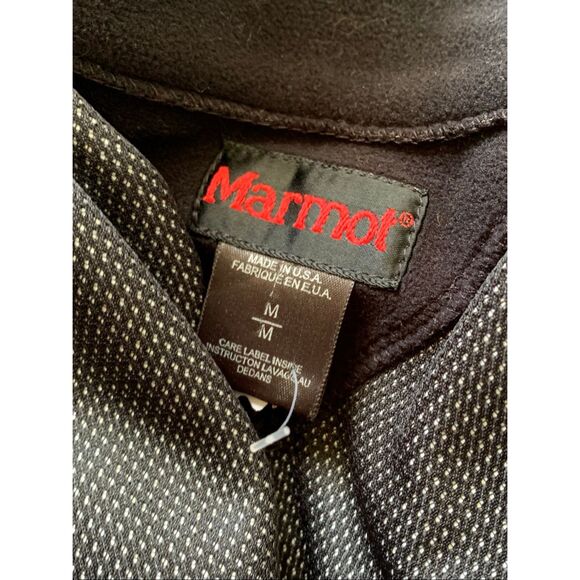 Marmot®
MADE IN U.S.A.
FABRIQUE EN E.U.A.
M
M
CARE LABEL INSIDE
INSTRUCTON LAVAGE AU
DEDANS